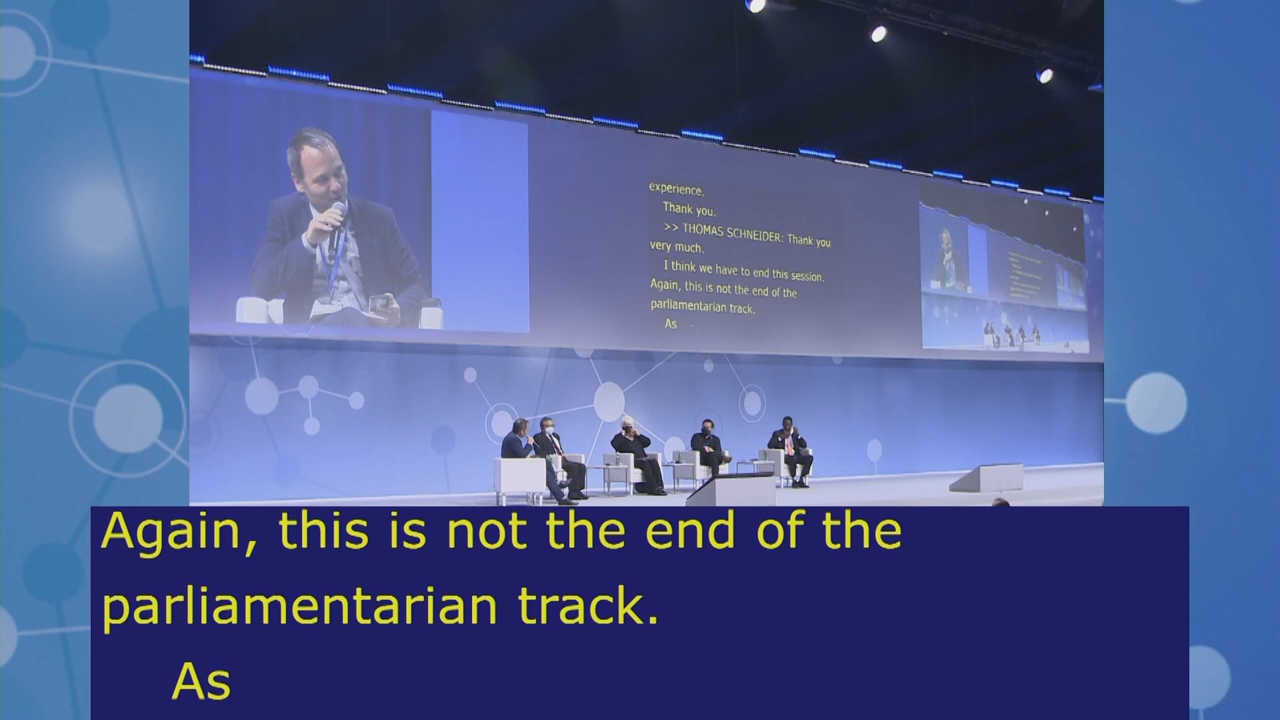 experience.
Thank you.
>> THOMAS SCHNEIDER: Thank you
very much.
I think we have to end this session.
Again, this is not the end of the
parliamentarian track.
As
Again, this is not the end of the
parliamentarian track.
As